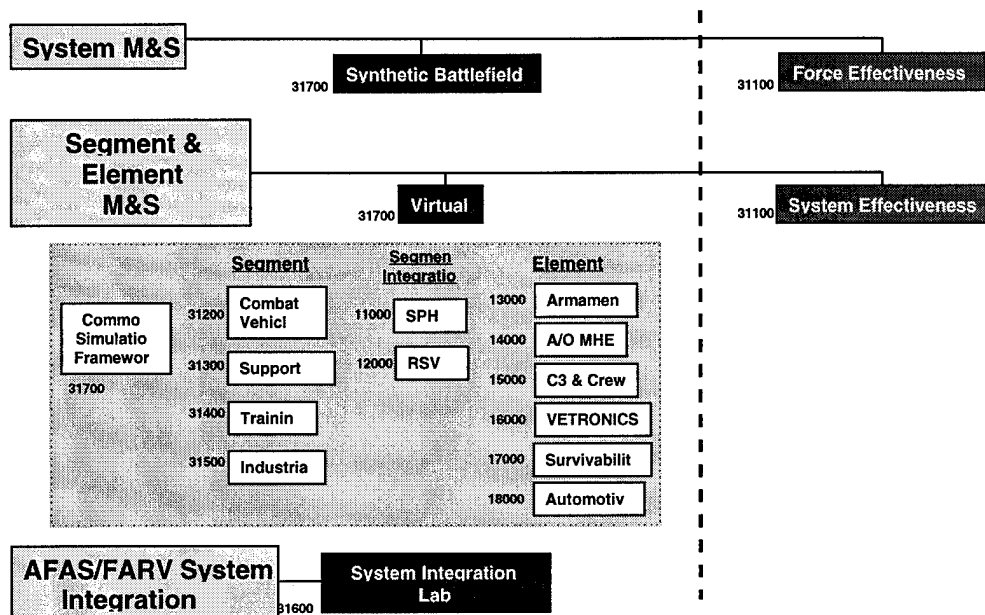 System M&S
31700
Synthetic Battlefield
31100
Force Effectiveness
Segment &
Element
M&S
31700
Virtual
31100
System Effectiveness
Segment
Segmen
Integratio
Element
Commo
Simulatio
Framewor
31700
31200
Combat
Vehicl
31300
Support
31400
Trainin
31500
Industria
11000
SPH
12000
RSV
13000
Armamen
14000
A/O MHE
15000
C3 & Crew
16000
VETRONICS
17000
Survivabilit
18000
Automotiv
AFAS/FARV System
Integration
31600
System Integration
Lab